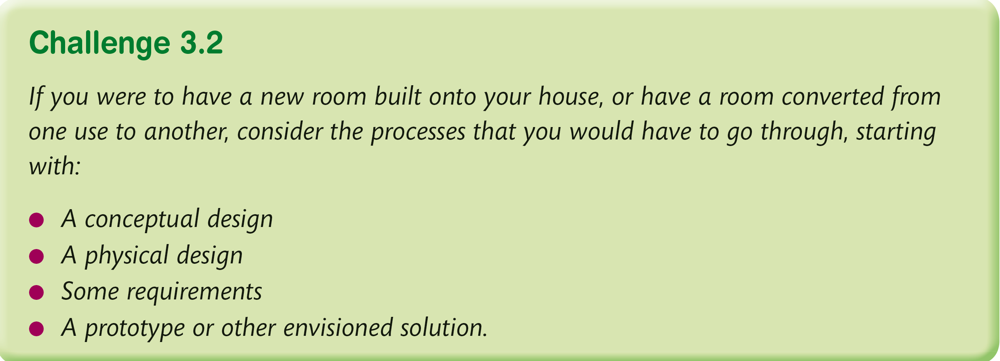 Challenge 3.2
If you were to have a new room built onto your house, or have a room converted from
one use to another, consider the processes that you would have to go through, starting
with:
● A conceptual design
● A physical design
● Some requirements
● A prototype or other envisioned solution.